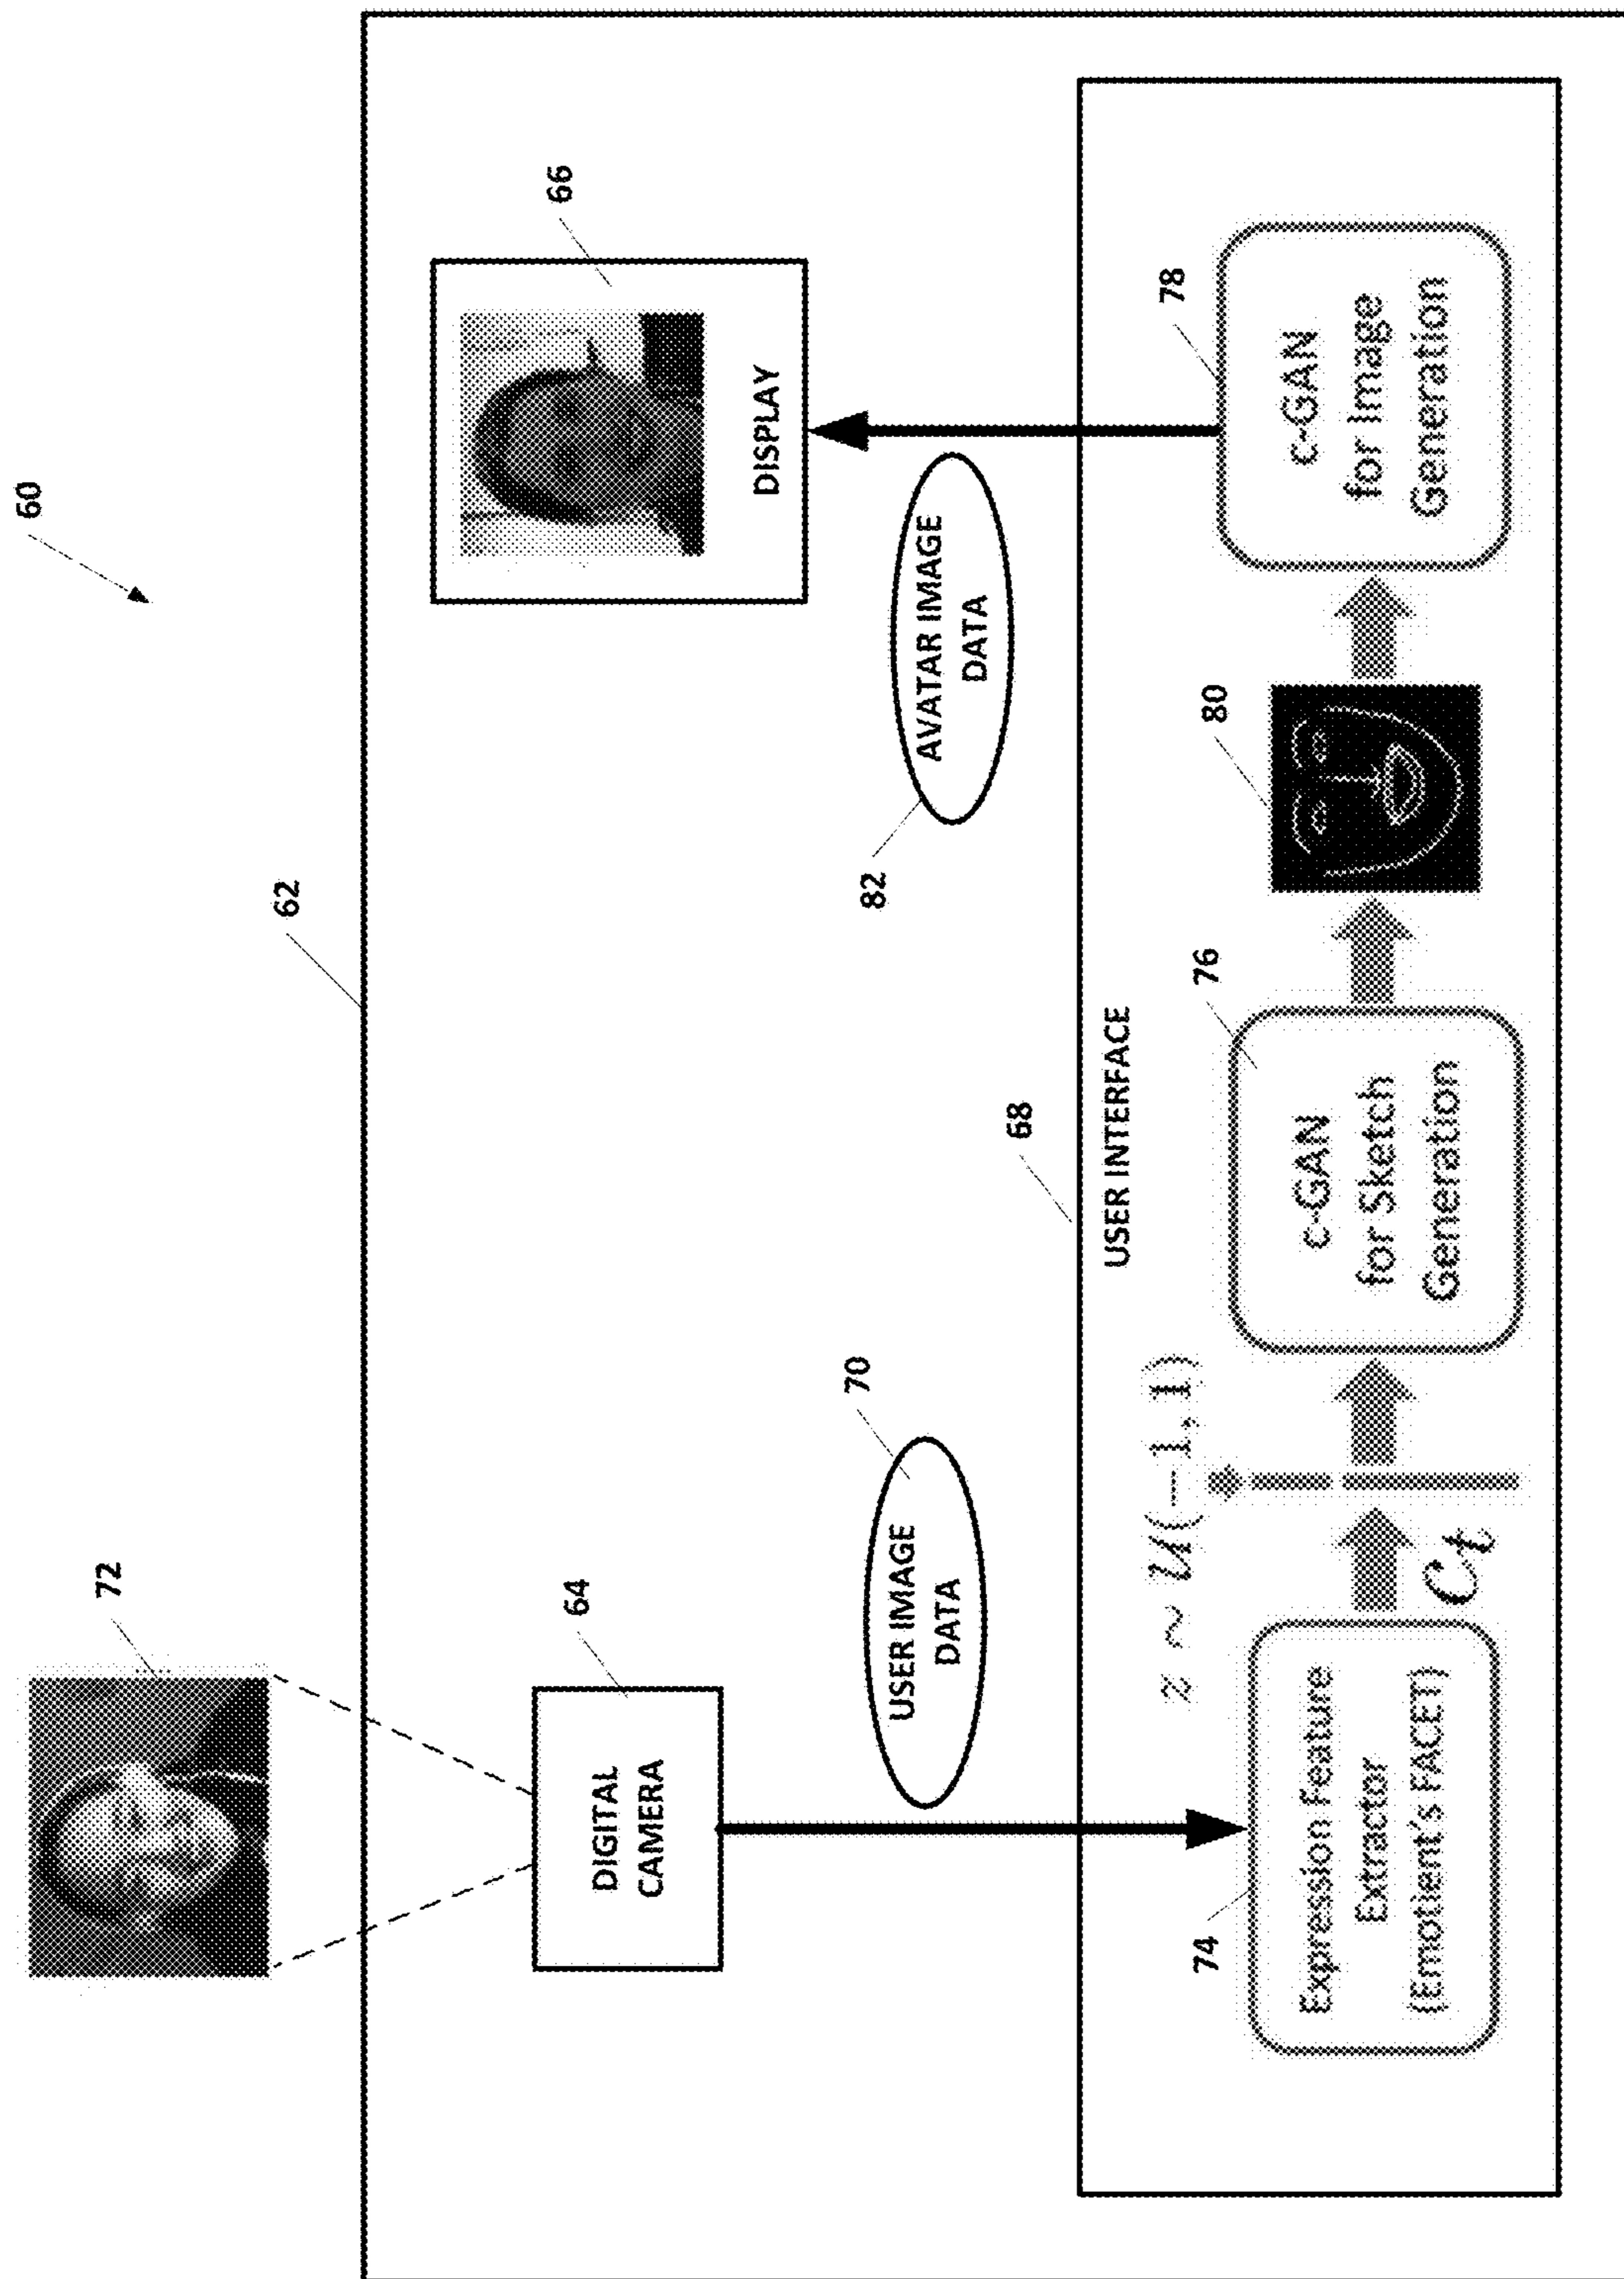 60
62
72
64
DIGITAL
CAMERA
66
DISPLAY
70
USER IMAGE
DATA
82
AVATAR IMAGE
DATA
68
USER INTERFACE
z ~ U(−1, 1)
74
Expression Feature
Extractor
(Emotient's FACET)
Ct
76
c-GAN
for Sketch
Generation
80
78
c-GAN
for Image
Generation